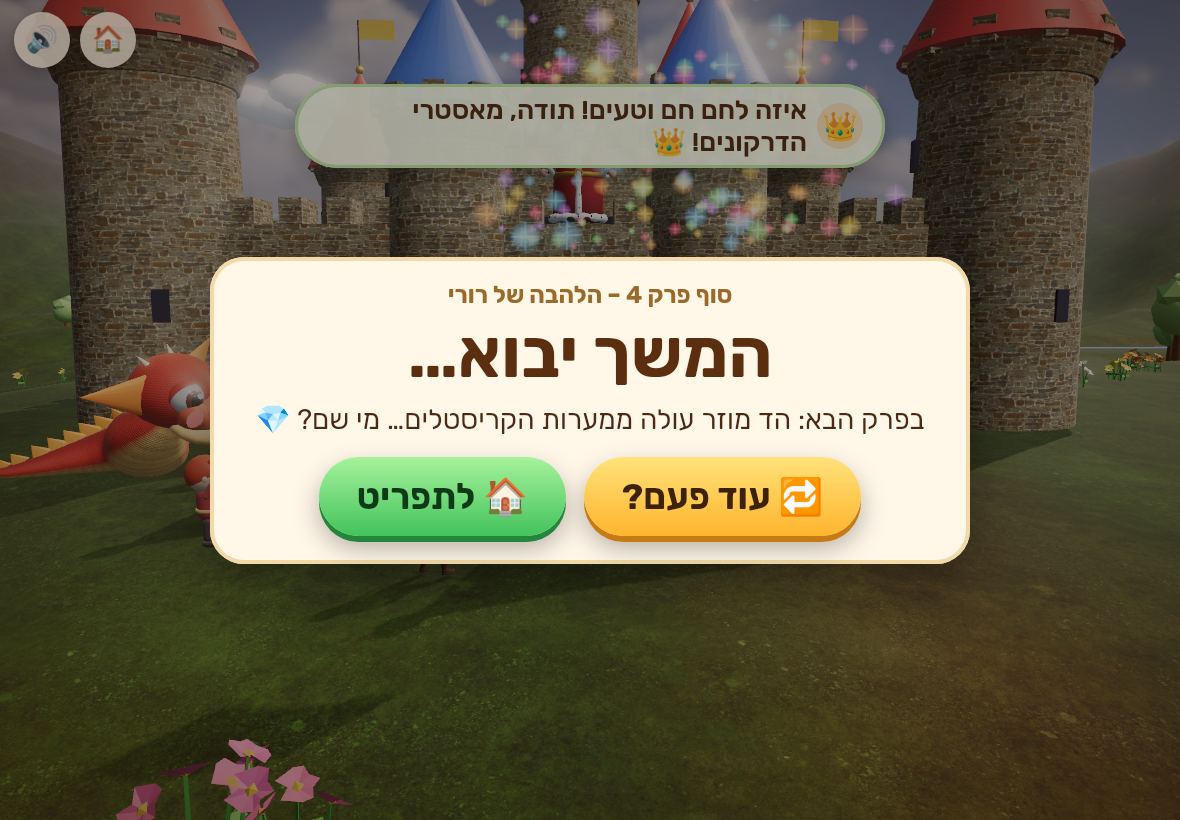 איזה לחם חם וטעים! תודה, מאסטרי
הדרקונים! 👑
סוף פרק 4 – הלהבה של רורי
המשך יבוא...
בפרק הבא: הד מוזר עולה ממערות הקריסטלים... מי שם? 💎
🔁 עוד פעם?
🏠 לתפריט